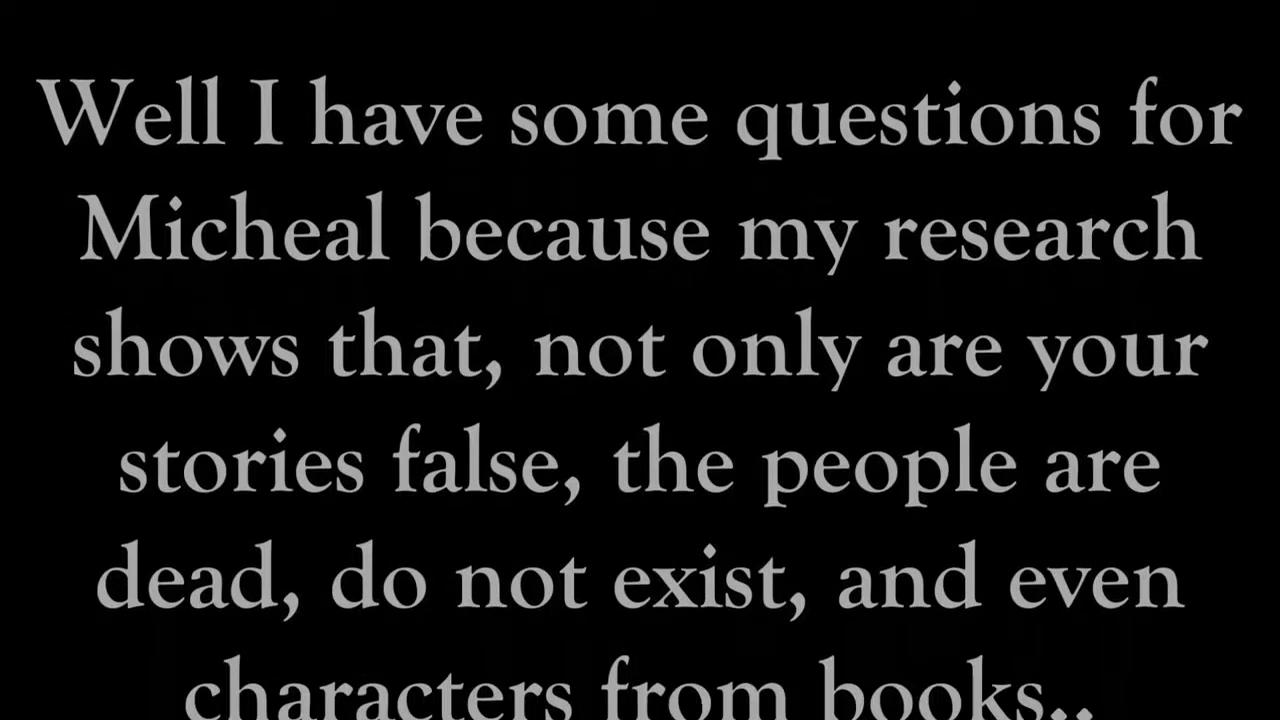 Well I have some questions for
Micheal because my research
shows that, not only are your
stories false, the people are
dead, do not exist, and even
characters from books..